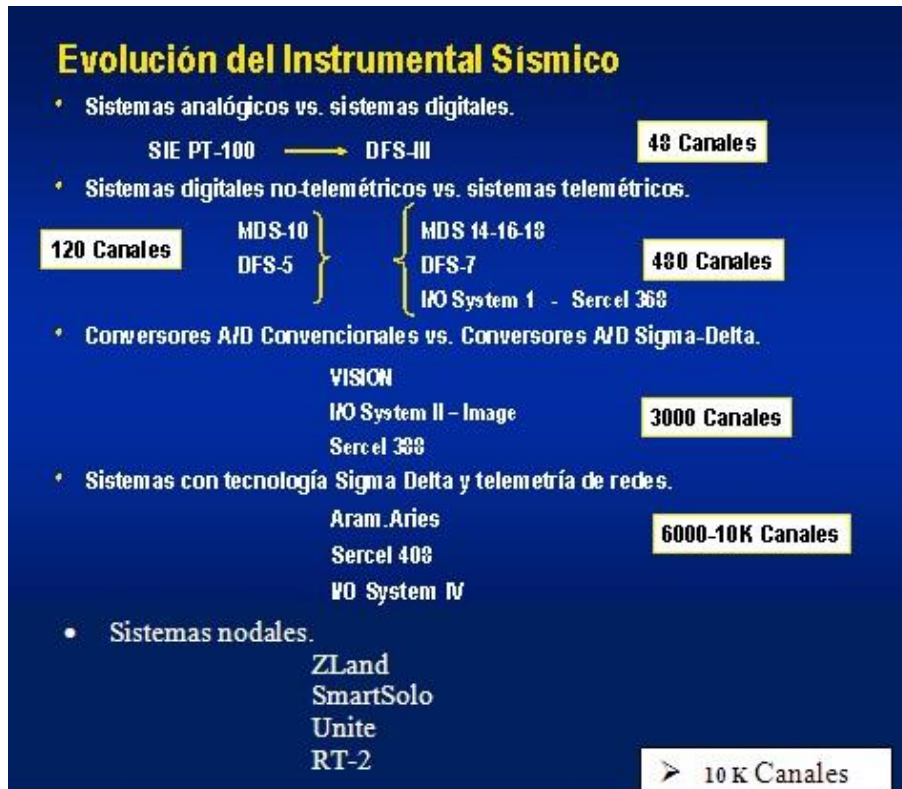 Evolución del Instrumental Sísmico
• Sistemas analógicos vs. sistemas digitales.
SIE PT-100 → DFS-III
48 Canales
• Sistemas digitales no-telemétricos vs. sistemas telemétricos.
120 Canales
MDS-10
DFS-5
MDS 14-16-18
DFS-7
I/O System 1 - Sercel 368
480 Canales
• Conversores A/D Convencionales vs. Conversores A/D Sigma-Delta.
VISION
I/O System II – Image
Sercel 388
3000 Canales
• Sistemas con tecnología Sigma Delta y telemetría de redes.
Aram.Aries
Sercel 408
I/O System IV
6000-10K Canales
• Sistemas nodales.
ZLand
SmartSolo
Unite
RT-2
➢ 10 K Canales